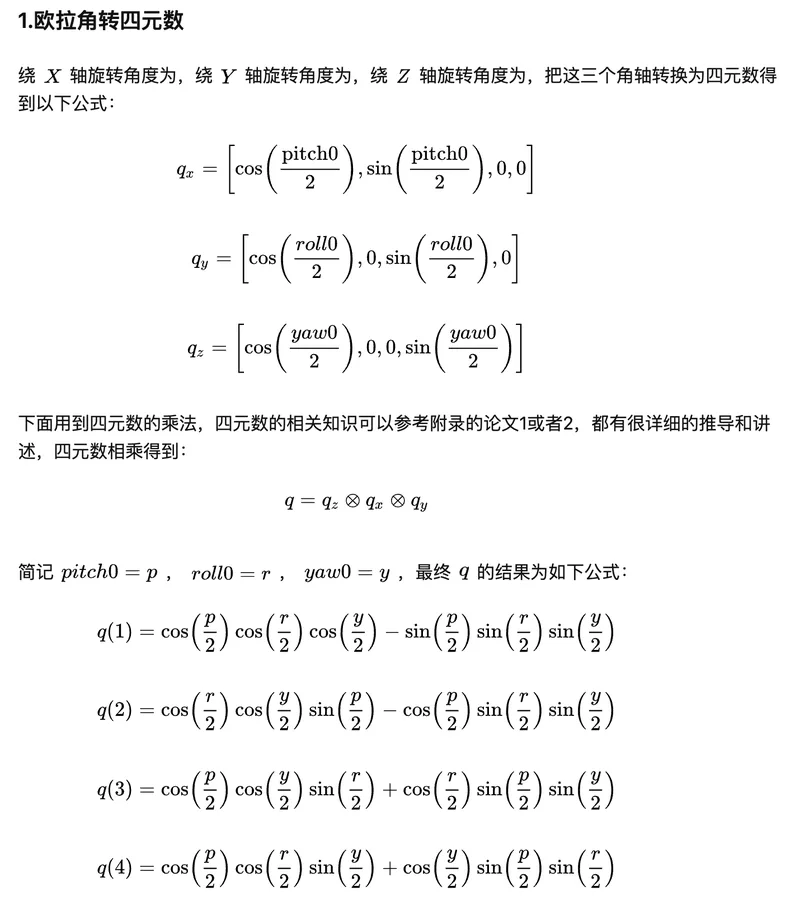 1.欧拉角转四元数
绕 X 轴旋转角度为，绕 Y 轴旋转角度为，绕 Z 轴旋转角度为，把这三个角轴转换为四元数得
到以下公式：
q_x = [cos(pitch0/2), sin(pitch0/2), 0, 0]
q_y = [cos(roll0/2), 0, sin(roll0/2), 0]
q_z = [cos(yaw0/2), 0, 0, sin(yaw0/2)]
下面用到四元数的乘法，四元数的相关知识可以参考附录的论文1或者2，都有很详细的推导和讲
述，四元数相乘得到：
q = q_z ⊗ q_x ⊗ q_y
简记 pitch0 = p ， roll0 = r ， yaw0 = y ，最终 q 的结果为如下公式：
q(1) = cos(p/2) cos(r/2) cos(y/2) − sin(p/2) sin(r/2) sin(y/2)
q(2) = cos(r/2) cos(y/2) sin(p/2) − cos(p/2) sin(r/2) sin(y/2)
q(3) = cos(p/2) cos(y/2) sin(r/2) + cos(r/2) sin(p/2) sin(y/2)
q(4) = cos(p/2) cos(r/2) sin(y/2) + cos(y/2) sin(p/2) sin(r/2)